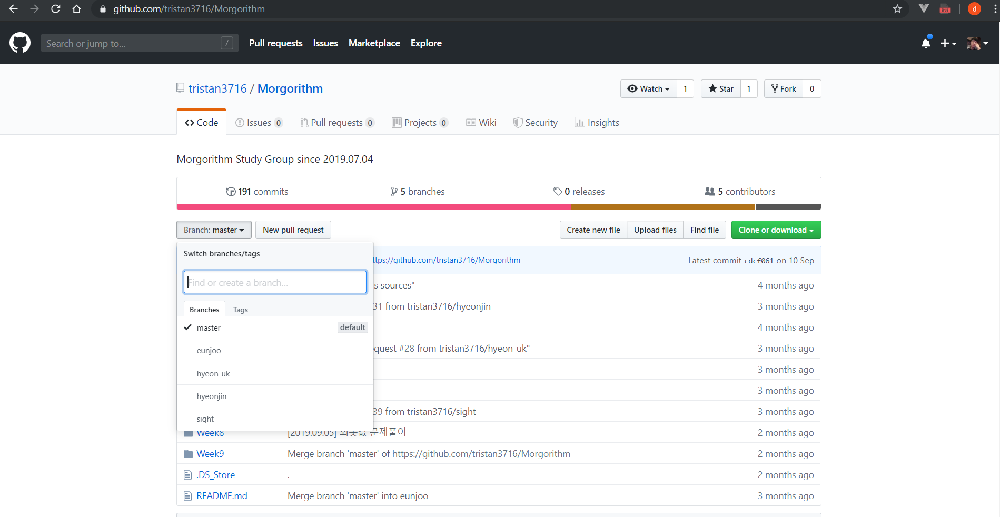 github.com/tristan3716/Morgorithm
d
Search or jump to... /
Pull requests Issues Marketplace Explore
tristan3716 / Morgorithm
Watch 1 Star 1 Fork 0
Code Issues 0 Pull requests 0 Projects 0 Wiki Security Insights
Morgorithm Study Group since 2019.07.04
191 commits 5 branches 0 releases 5 contributors
Branch: master New pull request Create new file Upload files Find file Clone or download
Switch branches/tags
ttps://github.com/tristan3716/Morgorithm Latest commit cdcf061 on 10 Sep
Find or create a branch...
s sources" 4 months ago
Branches Tags
31 from tristan3716/hyeonjin 3 months ago
master default
4 months ago
eunjoo
equest #28 from tristan3716/hyeon-uk" 3 months ago
hyeon-uk
3 months ago
hyeonjin
3 months ago
sight
39 from tristan3716/sight 3 months ago
Week8 [2019.09.05] 최솟값 문제풀이 2 months ago
Week9 Merge branch 'master' of https://github.com/tristan3716/Morgorithm 2 months ago
.DS_Store . 2 months ago
README.md Merge branch 'master' into eunjoo 3 months ago